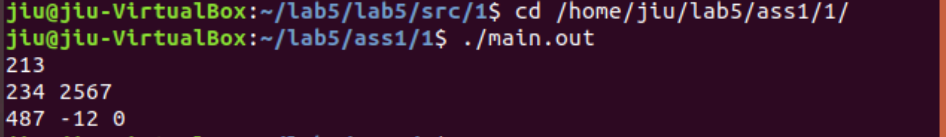 jiu@jiu-VirtualBox:~/lab5/lab5/src/1$ cd /home/jiu/lab5/ass1/1/
jiu@jiu-VirtualBox:~/lab5/ass1/1$ ./main.out
213
234 2567
487 -12 0